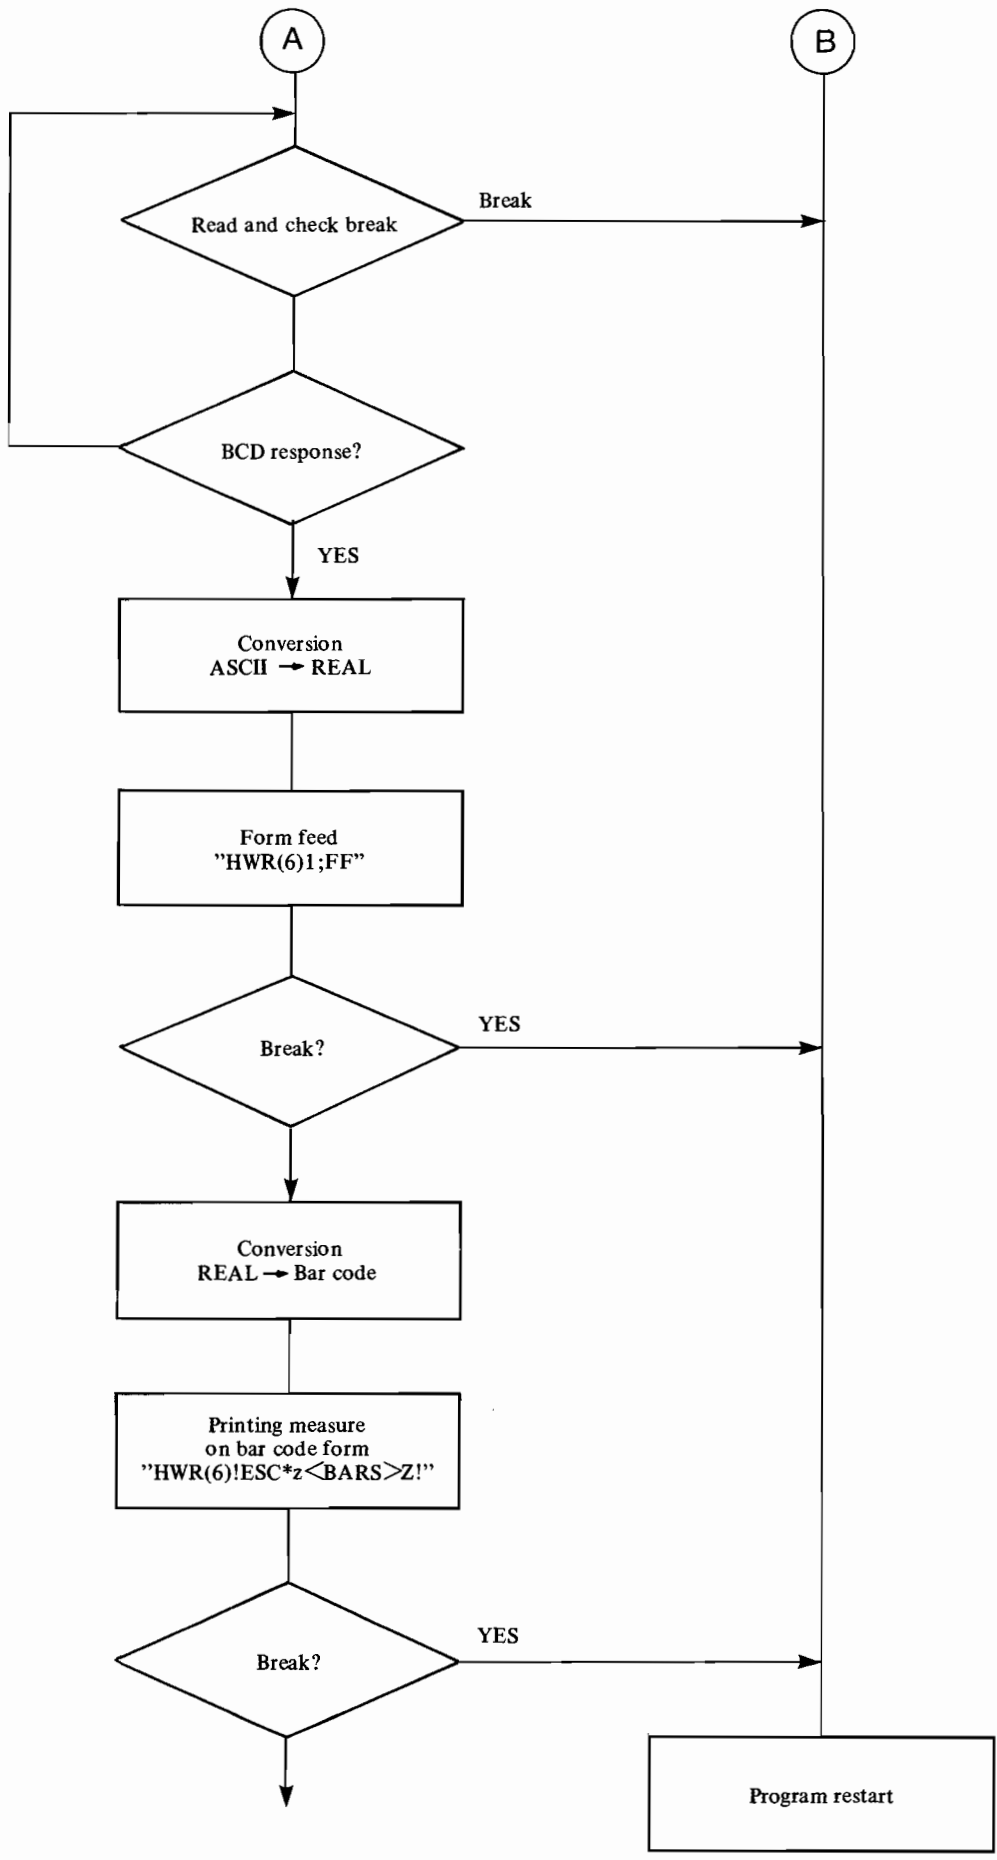 A
B
Break
Read and check break
BCD response?
YES
Conversion
ASCII → REAL
Form feed
”HWR(6)1;FF”
YES
Break?
Conversion
REAL → Bar code
Printing measure
on bar code form
”HWR(6)!ESC*z<BARS>Z!”
YES
Break?
Program restart